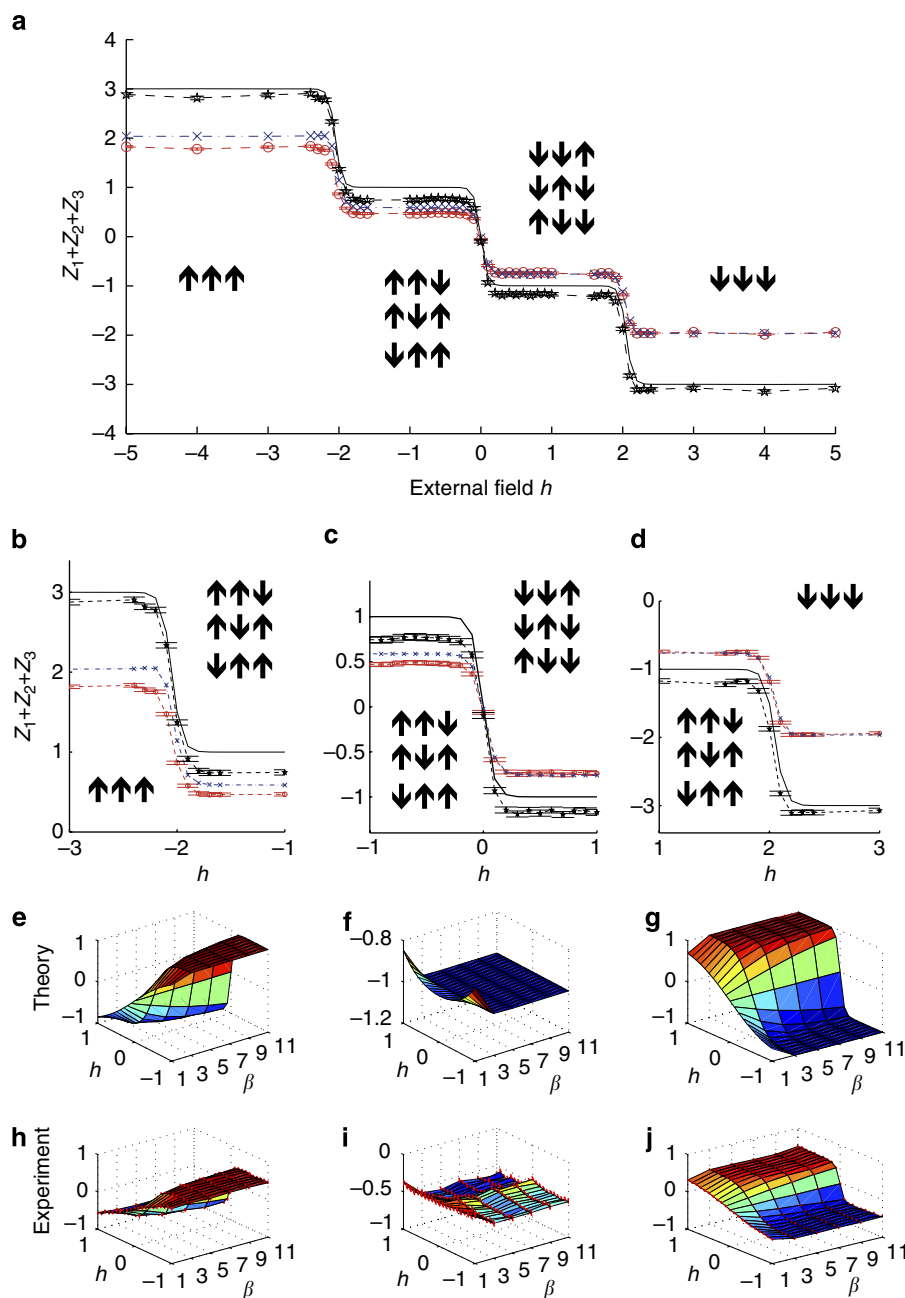 a
4
3
2
1
0
−1
−2
−3
−4
Z1+Z2+Z3
↓↓↑
↓↑↓
↑↓↓
↑↑↑
↑↑↓
↑↓↑
↓↑↑
↓↓↓
−5 −4 −3 −2 −1 0 1 2 3 4 5
External field h
b
3
2
1
0
Z1+Z2+Z3
↑↑↓
↑↓↑
↓↑↑
↑↑↑
−3 −2 −1
h
c
1
0.5
0
−0.5
−1
↓↓↑
↓↑↓
↑↓↓
↑↑↓
↑↓↑
↓↑↑
−1 0 1
h
d
0
−1
−2
−3
↓↓↓
↑↑↓
↑↓↑
↓↑↑
1 2 3
h
e
Theory
1
0
−1
1
0
−1
h
1 3 5 7 9 11
β
f
−0.8
−1
−1.2
1
0
−1
h
1 3 5 7 9 11
β
g
1
0
−1
1
0
−1
h
1 3 5 7 9 11
β
h
Experiment
1
0
−1
1
0
−1
h
1 3 5 7 9 11
β
i
0
−0.5
−1
1
0
−1
h
1 3 5 7 9 11
β
j
1
0
−1
1
0
−1
h
1 3 5 7 9 11
β